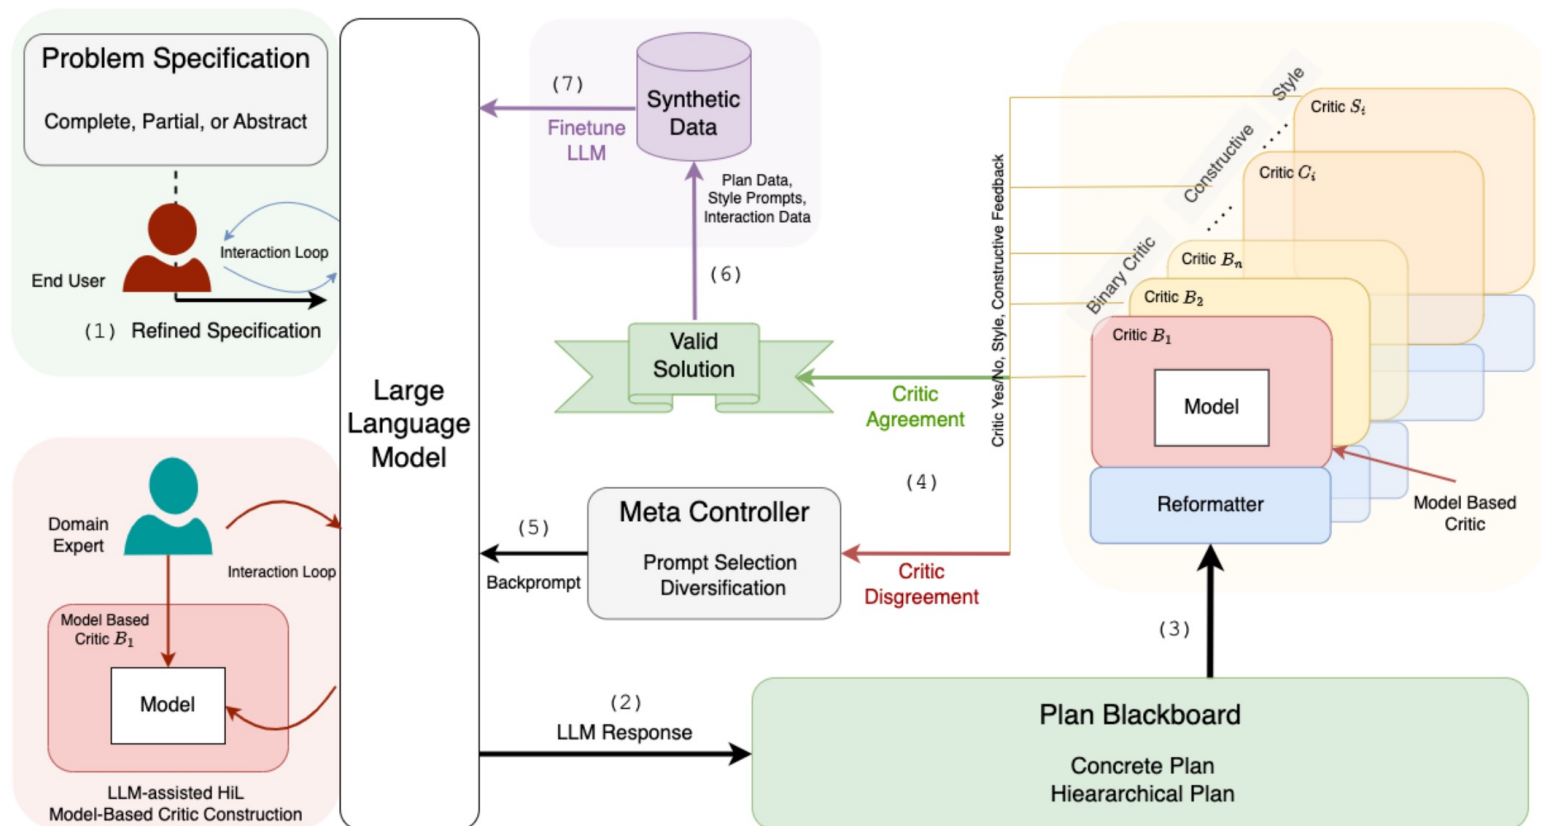 Problem Specification
Complete, Partial, or Abstract
End User
Interaction Loop
(1) Refined Specification
Domain
Expert
Interaction Loop
Model Based
Critic B₁
Model
LLM-assisted HiL
Model-Based Critic Construction
Large
Language
Model
(7)
Finetune
LLM
Synthetic
Data
Plan Data,
Style Prompts,
Interaction Data
(6)
Valid
Solution
Critic
Agreement
(4)
Meta Controller
Prompt Selection
Diversification
(5)
Backprompt
Critic
Disgreement
(2)
LLM Response
Plan Blackboard
Concrete Plan
Hieararchical Plan
(3)
Critic Yes/No, Style, Constructive Feedback
Style
.....
Constructive
....
Binary Critic
Critic Sᵢ
Critic Cᵢ
Critic Bₙ
Critic B₂
Critic B₁
Model
Reformatter
Model Based
Critic